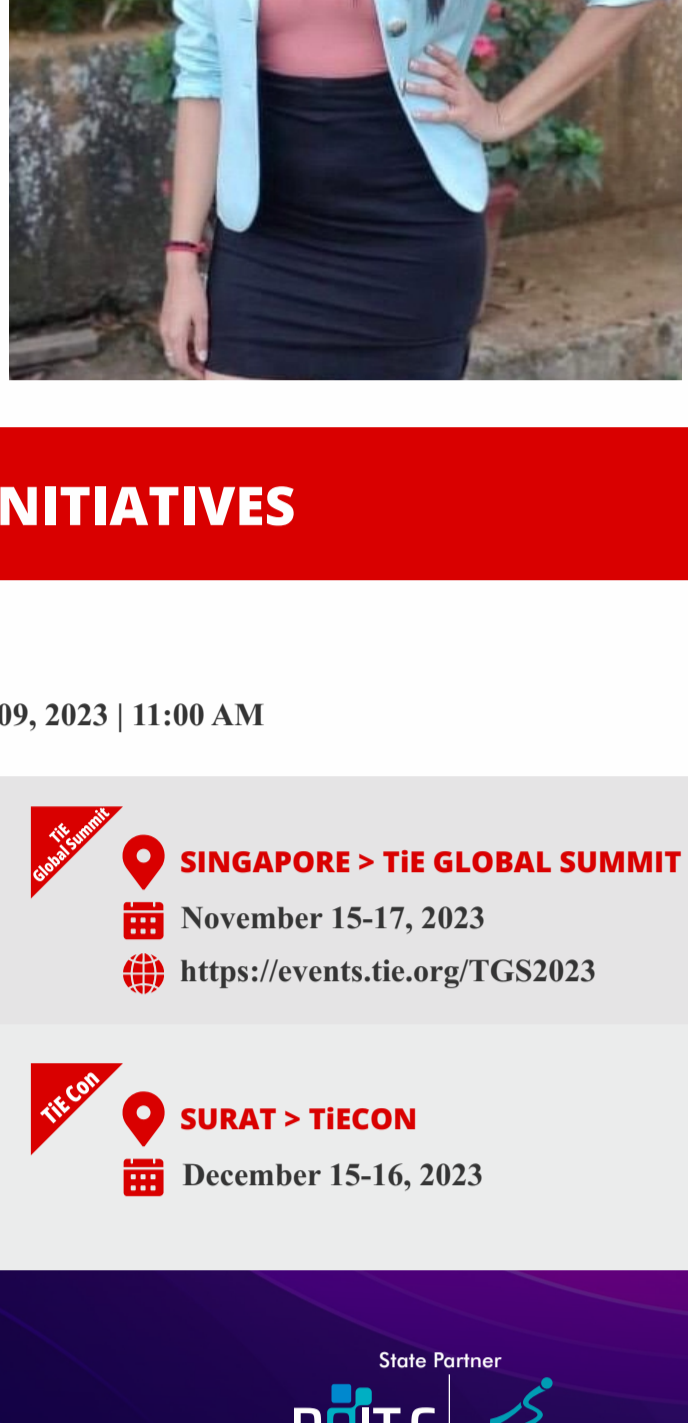 NITIATIVES
09, 2023 | 11:00 AM
TiE
Global Summit
SINGAPORE > TiE GLOBAL SUMMIT
November 15-17, 2023
https://events.tie.org/TGS2023
TiE Con
SURAT > TiECON
December 15-16, 2023
State Partner